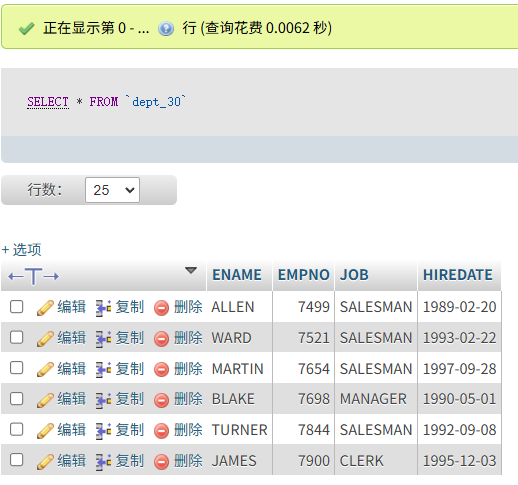 正在显示第 0 - ... 行 (查询花费 0.0062 秒)
SELECT * FROM `dept_30`
行数： 25
+ 选项
←T→ ENAME EMPNO JOB HIREDATE
编辑 复制 删除 ALLEN 7499 SALESMAN 1989-02-20
编辑 复制 删除 WARD 7521 SALESMAN 1993-02-22
编辑 复制 删除 MARTIN 7654 SALESMAN 1997-09-28
编辑 复制 删除 BLAKE 7698 MANAGER 1990-05-01
编辑 复制 删除 TURNER 7844 SALESMAN 1992-09-08
编辑 复制 删除 JAMES 7900 CLERK 1995-12-03